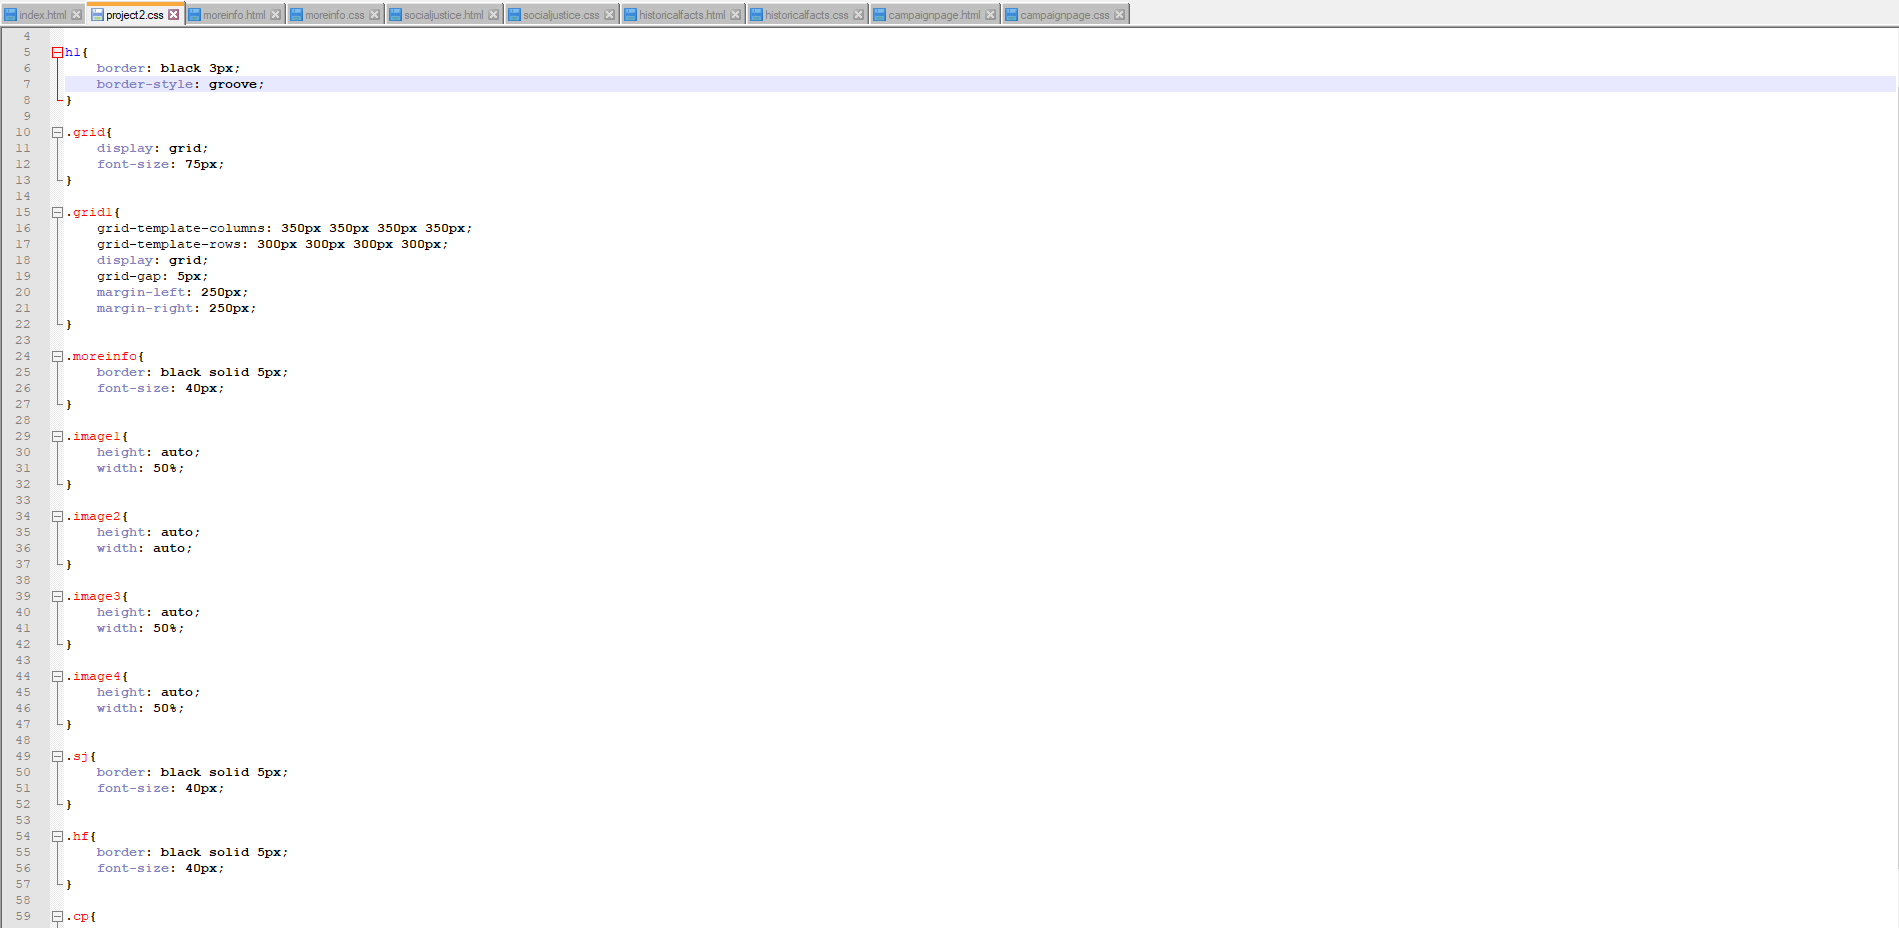 index.html project2.css moreinfo.html moreinfo.css socialjustice.html socialjustice.css historicalfacts.html historicalfacts.css campaignpage.html campaignpage.css
4
5 h1{
6 border: black 3px;
7 border-style: groove;
8 }
9
10 .grid{
11 display: grid;
12 font-size: 75px;
13 }
14
15 .grid1{
16 grid-template-columns: 350px 350px 350px 350px;
17 grid-template-rows: 300px 300px 300px 300px;
18 display: grid;
19 grid-gap: 5px;
20 margin-left: 250px;
21 margin-right: 250px;
22 }
23
24 .moreinfo{
25 border: black solid 5px;
26 font-size: 40px;
27 }
28
29 .image1{
30 height: auto;
31 width: 50%;
32 }
33
34 .image2{
35 height: auto;
36 width: auto;
37 }
38
39 .image3{
40 height: auto;
41 width: 50%;
42 }
43
44 .image4{
45 height: auto;
46 width: 50%;
47 }
48
49 .sj{
50 border: black solid 5px;
51 font-size: 40px;
52 }
53
54 .hf{
55 border: black solid 5px;
56 font-size: 40px;
57 }
58
59 .cp{